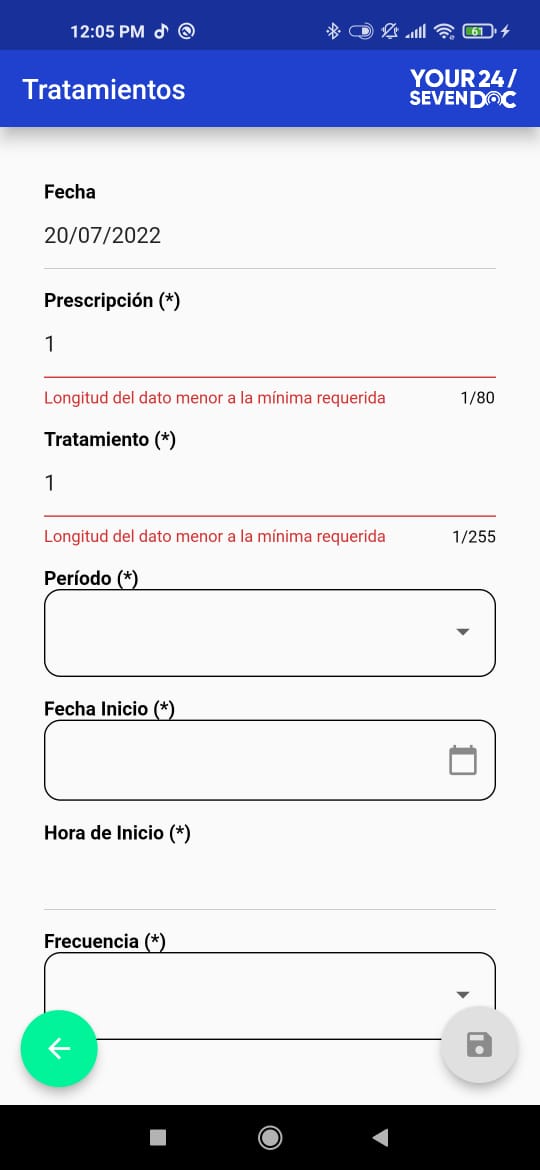 12:05 PM
61
Tratamientos
YOUR 24/
SEVENDOC
Fecha
20/07/2022
Prescripción (*)
1
Longitud del dato menor a la mínima requerida 1/80
Tratamiento (*)
1
Longitud del dato menor a la mínima requerida 1/255
Período (*)
Fecha Inicio (*)
Hora de Inicio (*)
Frecuencia (*)